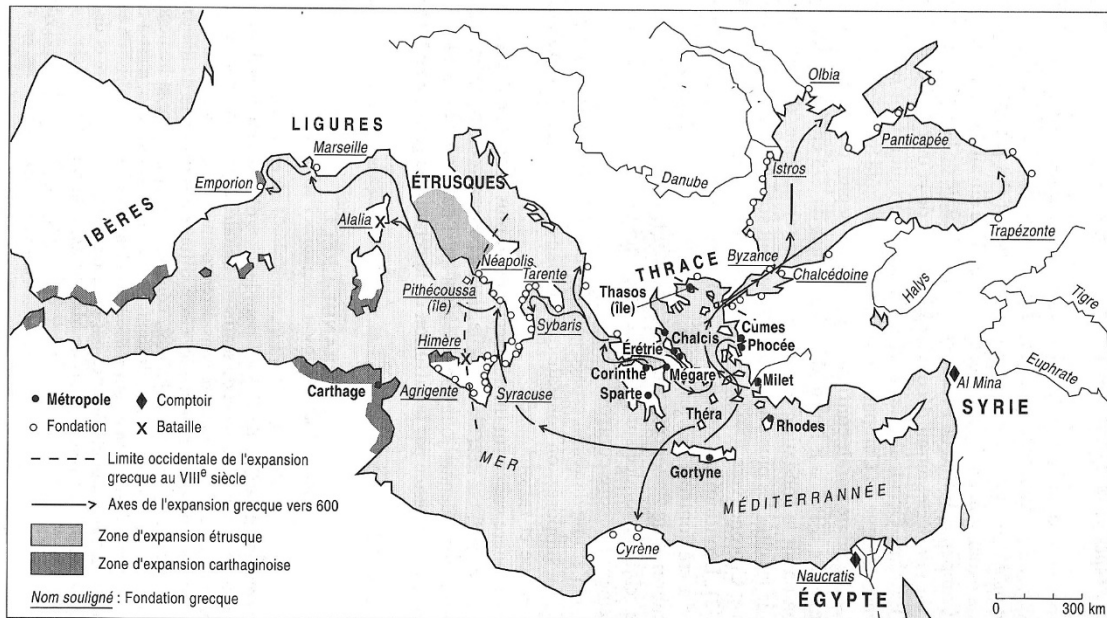 Olbia
LIGURES
Marseille
Panticapée
Istros
Danube
Emporion
ÉTRUSQUES
IBÈRES
Alalia
Trapézonte
Byzance
THRACE
Chalcédoine
Néapolis
Tarente
Halys
Tigre
Pithécoussa
(île)
Thasos
(île)
Cúmes
Phocée
Chalcis
Sybaris
Euphrate
Himère
Érétrie
Corinthe
Mégare
Milet
Al Mina
Carthage
Agrigente
Syracuse
Sparte
SYRIE
Théra
Rhodes
Métropole
Comptoir
Fondation
Bataille
MER
Gortyne
MÉDITERRANNÉE
Limite occidentale de l'expansion
grecque au VIIIe siècle
Axes de l'expansion grecque vers 600
Zone d'expansion étrusque
Cyrène
Zone d'expansion carthaginoise
Naucratis
ÉGYPTE
Nom souligné : Fondation grecque
0 300 km